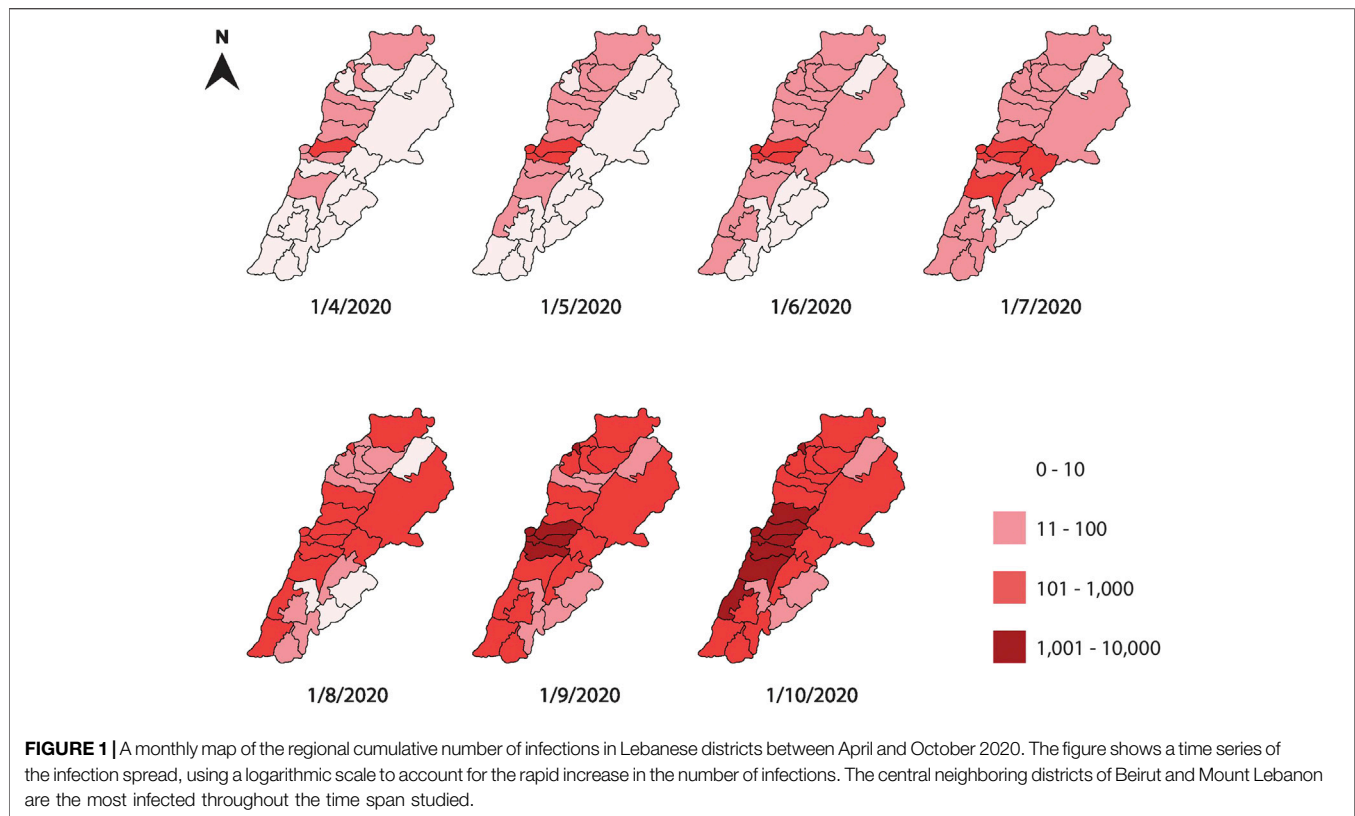 N
1/4/2020
1/5/2020
1/6/2020
1/7/2020
0 - 10
11 - 100
101 - 1,000
1,001 - 10,000
1/8/2020
1/9/2020
1/10/2020
FIGURE 1 | A monthly map of the regional cumulative number of infections in Lebanese districts between April and October 2020. The figure shows a time series of
the infection spread, using a logarithmic scale to account for the rapid increase in the number of infections. The central neighboring districts of Beirut and Mount Lebanon
are the most infected throughout the time span studied.